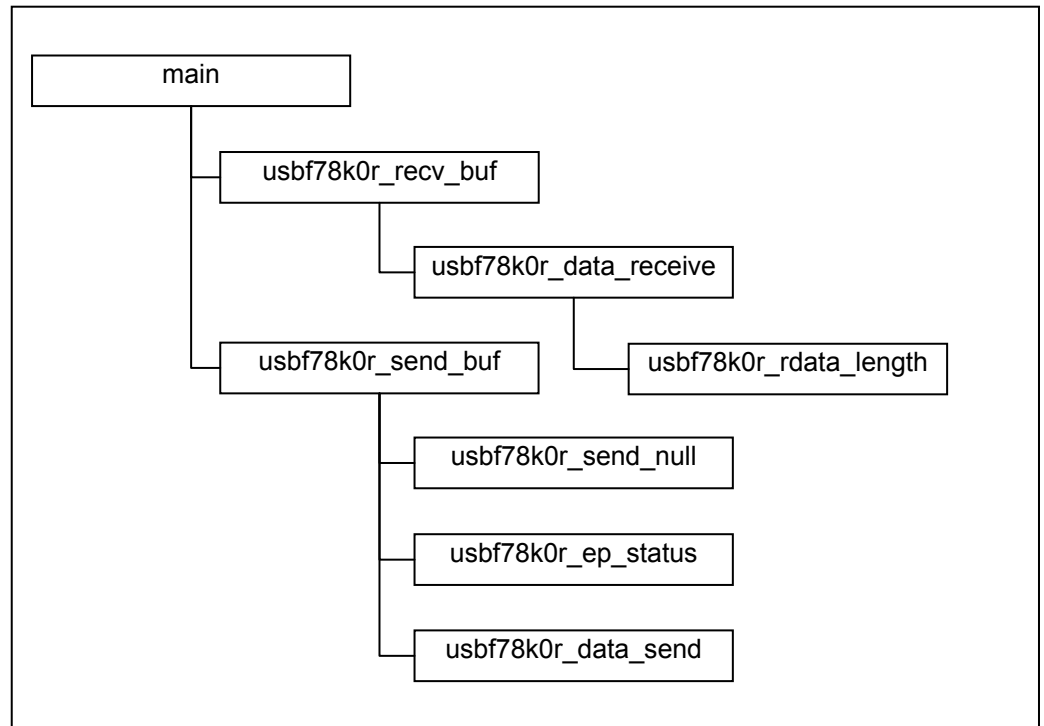 main
usbf78k0r_recv_buf
usbf78k0r_data_receive
usbf78k0r_rdata_length
usbf78k0r_send_buf
usbf78k0r_send_null
usbf78k0r_ep_status
usbf78k0r_data_send